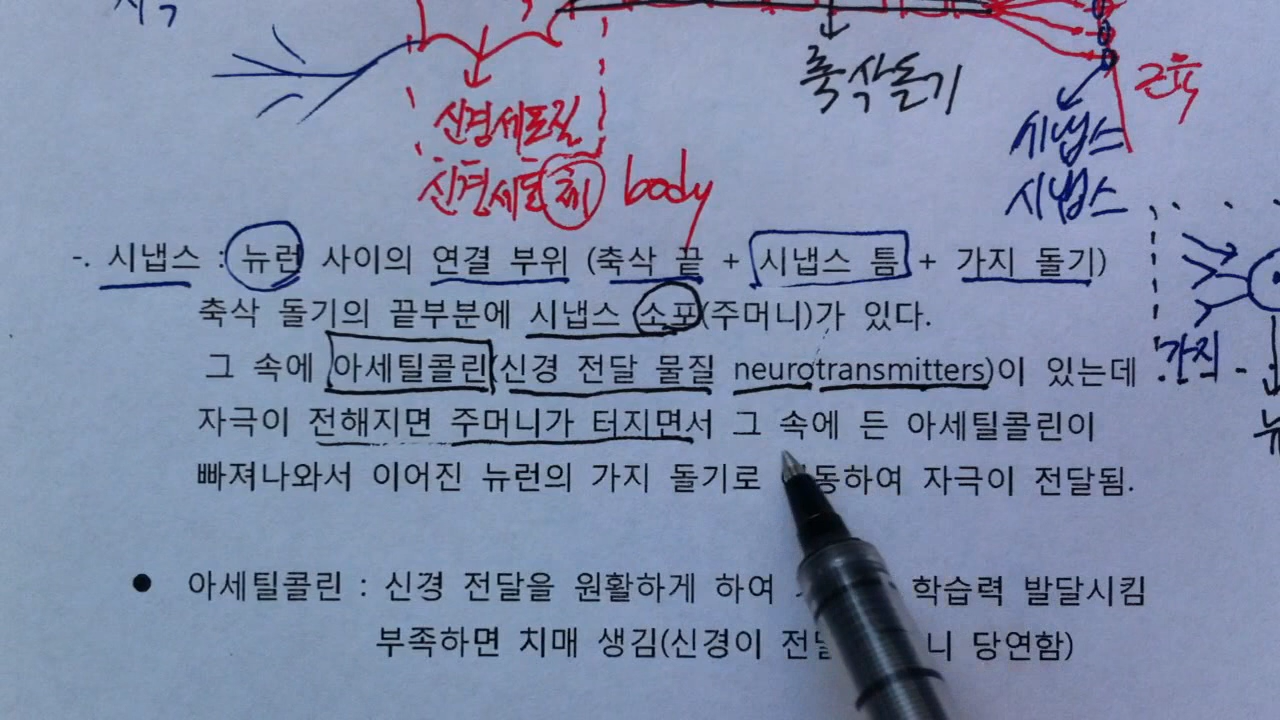 축삭돌기
근육
신경세포질
시냅스
신경세포체 body
시냅스
-. 시냅스 : 뉴런 사이의 연결 부위 (축삭 끝 + 시냅스 틈 + 가지 돌기)
축삭 돌기의 끝부분에 시냅스 소포(주머니)가 있다.
그 속에 아세틸콜린(신경 전달 물질 neurotransmitters)이 있는데
가지
자극이 전해지면 주머니가 터지면서 그 속에 든 아세틸콜린이
빠져나와서 이어진 뉴런의 가지 돌기로 동하여 자극이 전달됨.
● 아세틸콜린 : 신경 전달을 원활하게 하여 학습력 발달시킴
부족하면 치매 생김(신경이 전달 니 당연함)